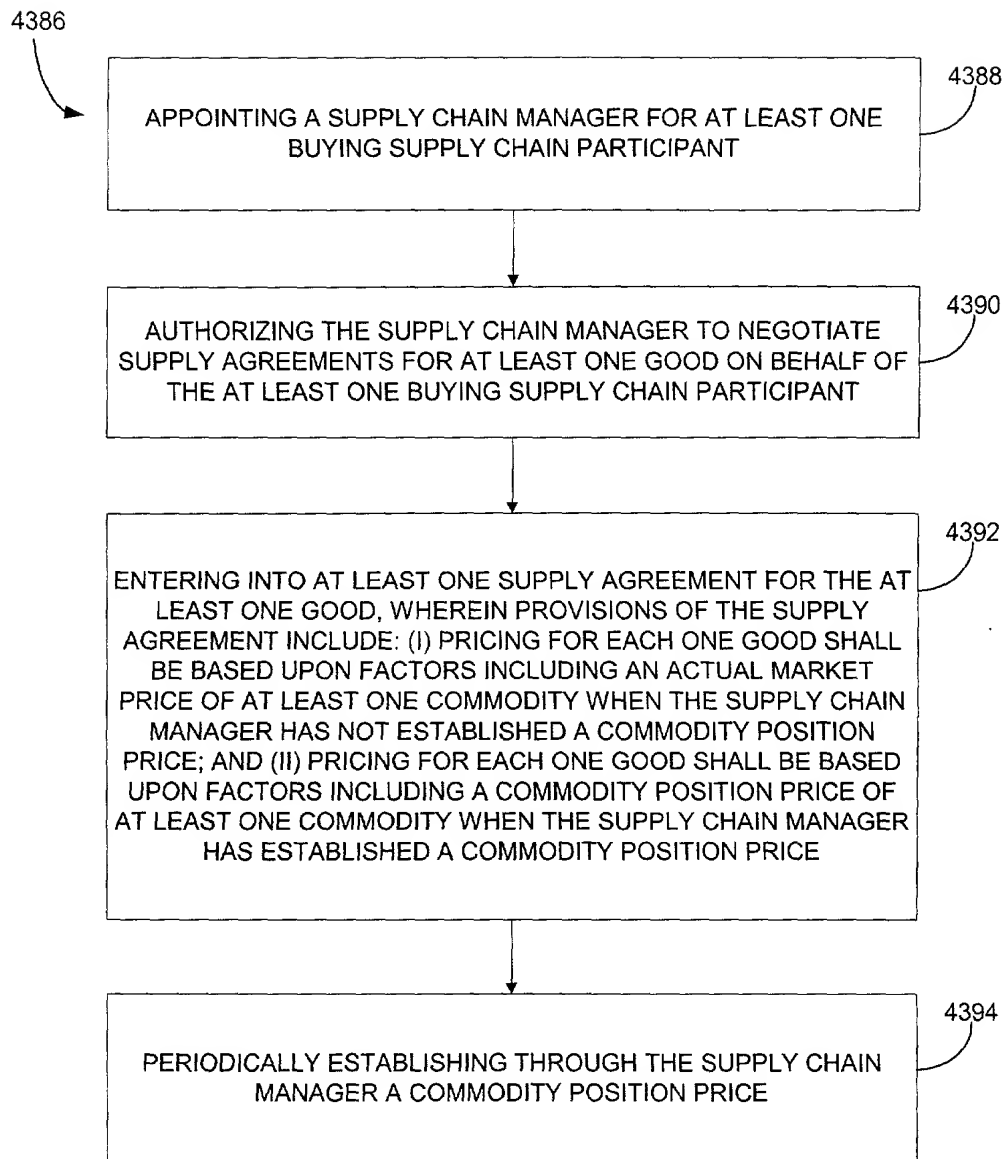 4386
4388
APPOINTING A SUPPLY CHAIN MANAGER FOR AT LEAST ONE
BUYING SUPPLY CHAIN PARTICIPANT
4390
AUTHORIZING THE SUPPLY CHAIN MANAGER TO NEGOTIATE
SUPPLY AGREEMENTS FOR AT LEAST ONE GOOD ON BEHALF OF
THE AT LEAST ONE BUYING SUPPLY CHAIN PARTICIPANT
4392
ENTERING INTO AT LEAST ONE SUPPLY AGREEMENT FOR THE AT
LEAST ONE GOOD, WHEREIN PROVISIONS OF THE SUPPLY
AGREEMENT INCLUDE: (I) PRICING FOR EACH ONE GOOD SHALL
BE BASED UPON FACTORS INCLUDING AN ACTUAL MARKET
PRICE OF AT LEAST ONE COMMODITY WHEN THE SUPPLY CHAIN
MANAGER HAS NOT ESTABLISHED A COMMODITY POSITION
PRICE; AND (II) PRICING FOR EACH ONE GOOD SHALL BE BASED
UPON FACTORS INCLUDING A COMMODITY POSITION PRICE OF
AT LEAST ONE COMMODITY WHEN THE SUPPLY CHAIN MANAGER
HAS ESTABLISHED A COMMODITY POSITION PRICE
4394
PERIODICALLY ESTABLISHING THROUGH THE SUPPLY CHAIN
MANAGER A COMMODITY POSITION PRICE